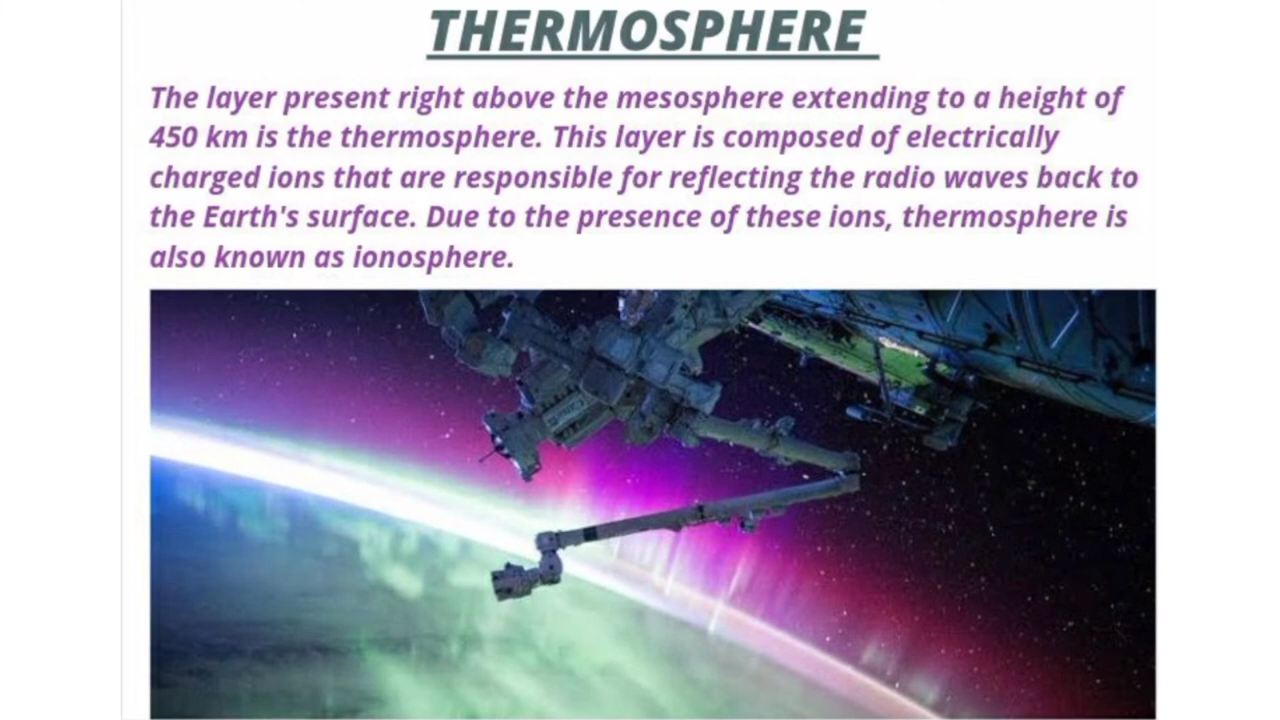 THERMOSPHERE
The layer present right above the mesosphere extending to a height of
450 km is the thermosphere. This layer is composed of electrically
charged ions that are responsible for reflecting the radio waves back to
the Earth's surface. Due to the presence of these ions, thermosphere is
also known as ionosphere.